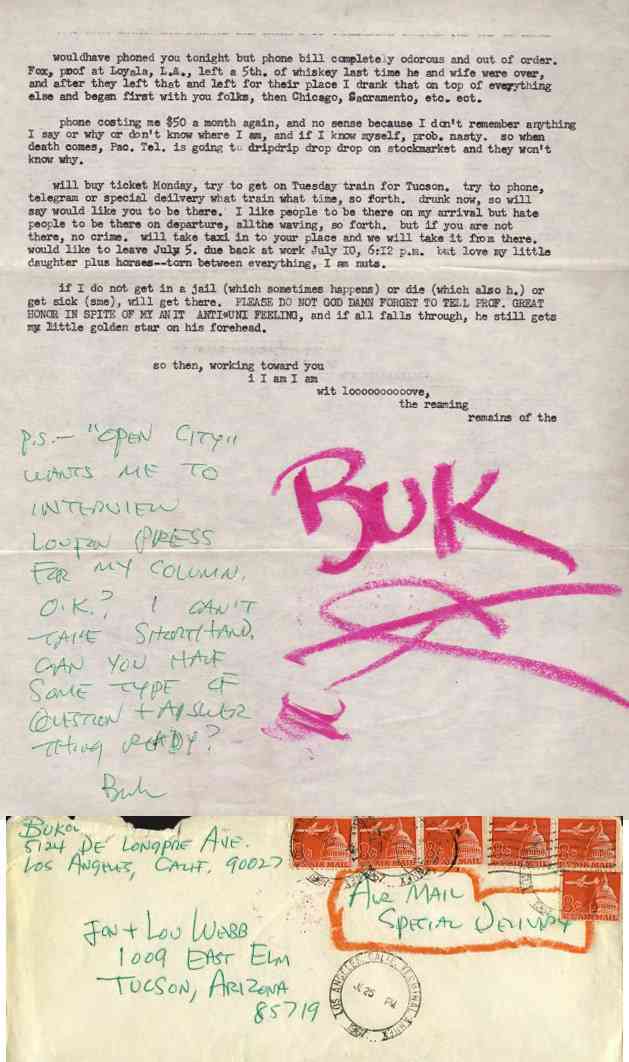 wouldhave phoned you tonight but phone bill completely odorous and out of order.
Fox, poof at Loyala, L.A., left a 5th. of whiskey last time he and wife were over,
and after they left that and left for their place I drank that on top of everything
else and began first with you folks, then Chicago, Sacramento, etc. ect.
phone costing me $50 a month again, and no sense because I don't remember anything
I say or why or don't know where I am, and if I know myself, prob. nasty. so when
death comes, Pac. Tel. is going to dripdrip drop drop on stockmarket and they won't
know why.
will buy ticket Monday, try to get on Tuesday train for Tucson. try to phone,
telegram or special deilvery what train what time, so forth. drunk now, so will
say would like you to be there. I like people to be there on my arrival but hate
people to be there on departure, allthe waving, so forth. but if you are not
there, no crime. will take taxi in to your place and we will take it from there.
would like to leave July 5. due back at work July 10, 6:12 p.m. but love my little
daughter plus horses--torn between everything, I am nuts.
if I do not get in a jail (which sometimes happens) or die (which also h.) or
get sick (sme), will get there. PLEASE DO NOT GOD DAMN FORGET TO TELL PROF. GREAT
HONOR IN SPITE OF MY ANIT ANTI-UNI FEELING, and if all falls through, he still gets
my little golden star on his forehead.
so then, working toward you
i I am I am
wit looooooooove,
the reaming
remains of the
P.S.— "OPEN CITY"
WANTS ME TO
INTERVIEW
LOUJON PRESS
FOR MY COLUMN.
O.K.? I CAN'T
TAKE SHORTHAND.
CAN YOU HAVE
SOME TYPE OF
QUESTION + ANSWER
THING READY?
Buk
BUK
BUKO
5124 DE LONGPRE AVE.
LOS ANGELES, CALIF. 90027
AIR MAIL
SPECIAL DELIVERY
JON + LOU WEBB
1009 EAST ELM
TUCSON, ARIZONA
85719
LOS ANGELES, CALIF. TERMINAL ANNEX
25 PM
8c
U.S. AIR MAIL